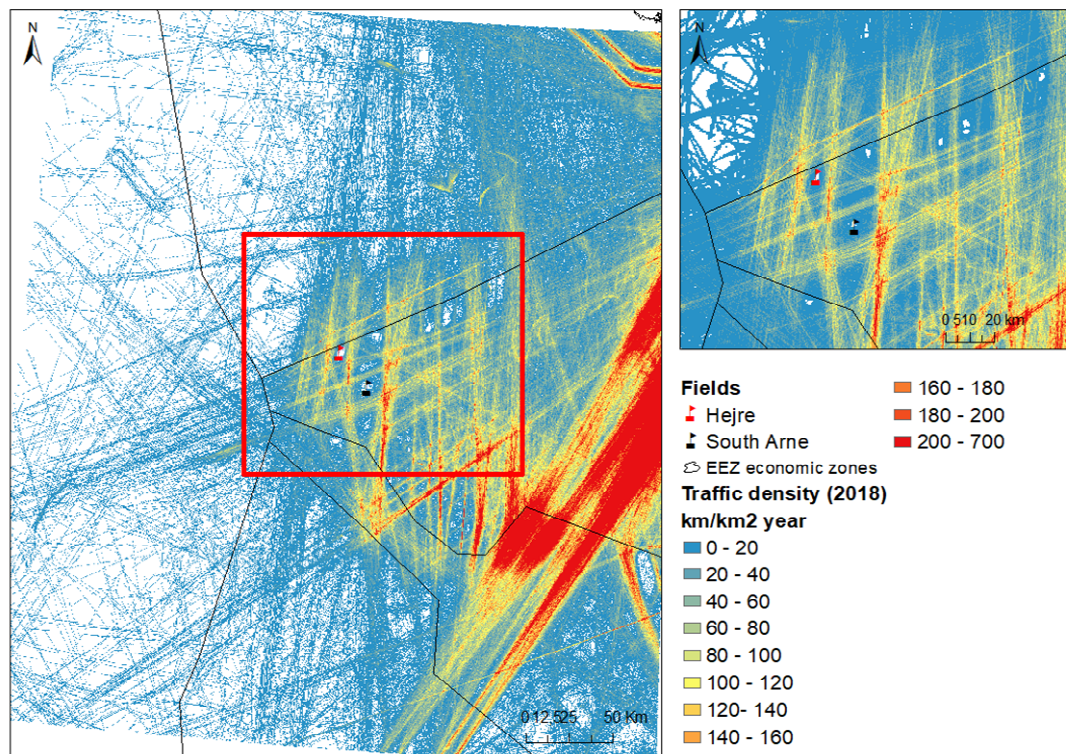 N
0 12,525 50 Km
N
0 510 20 km
Fields
Hejre
South Arne
EEZ economic zones
Traffic density (2018)
km/km2 year
0 - 20
20 - 40
40 - 60
60 - 80
80 - 100
100 - 120
120- 140
140 - 160
160 - 180
180 - 200
200 - 700